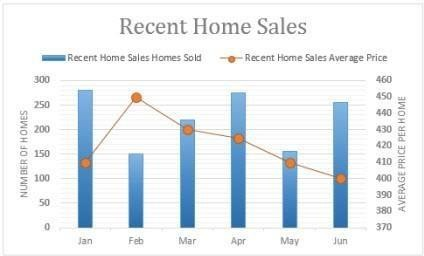 Recent Home Sales
Recent Home Sales Homes Sold
Recent Home Sales Average Price
NUMBER OF HOMES
300
250
200
150
100
50
0
460
450
440
430
420
410
400
390
380
370
AVERAGE PRICE PER HOME
Jan Feb Mar Apr May Jun